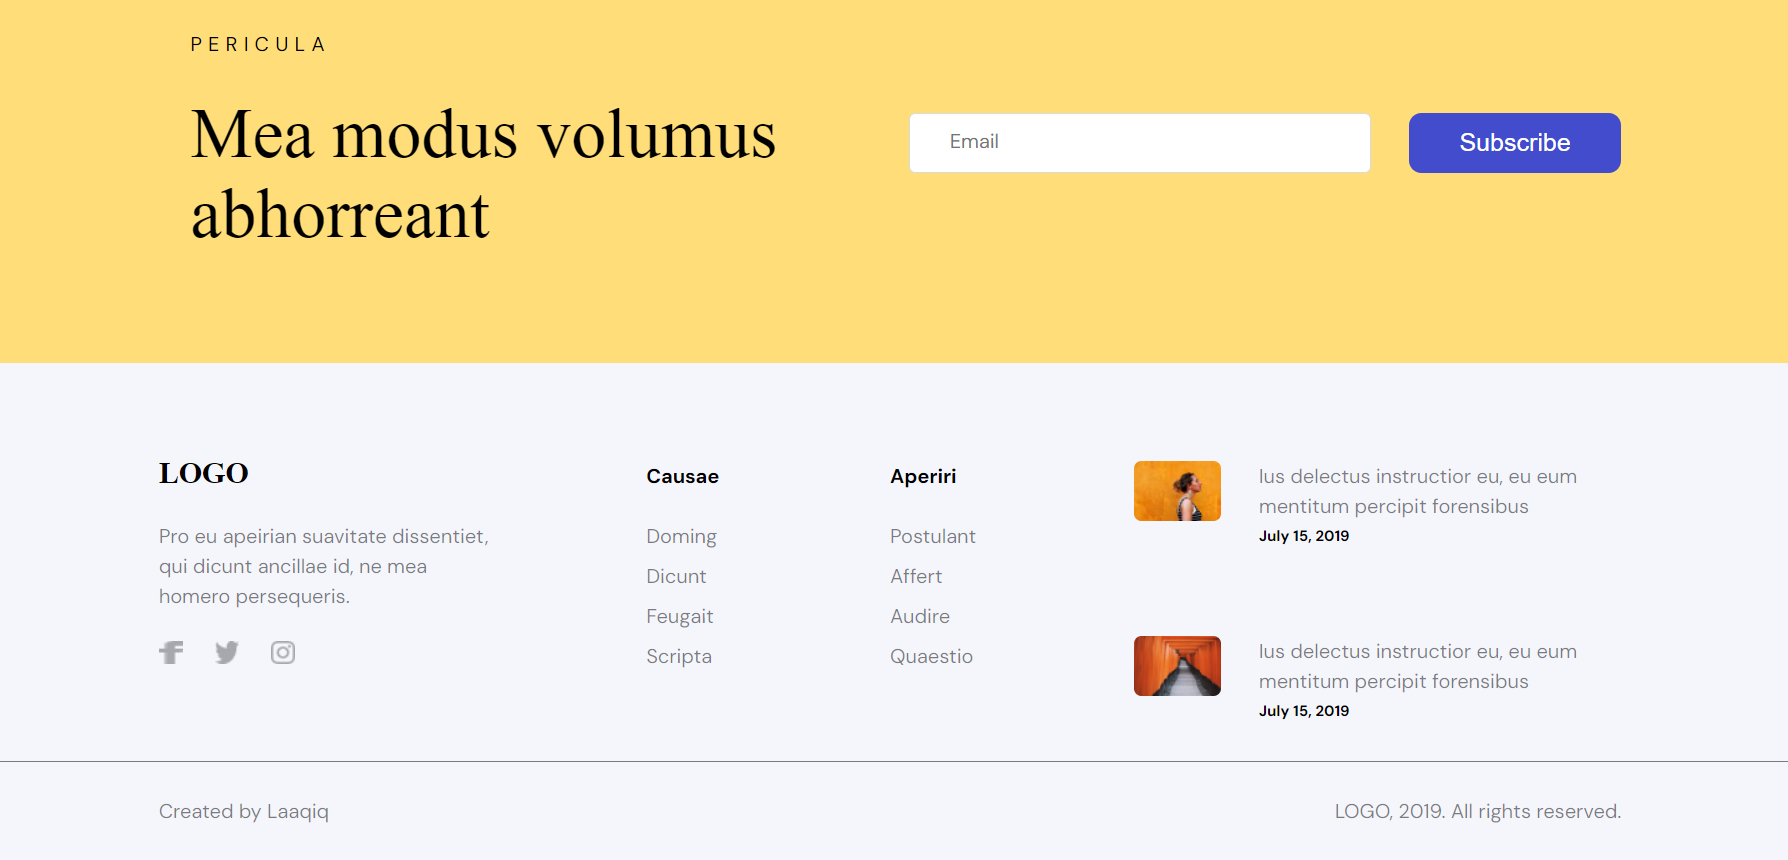 PERICULA
Mea modus volumus
abhorreant
Email
Subscribe
LOGO
Pro eu apeirian suavitate dissentiet,
qui dicunt ancillae id, ne mea
homero persequeris.
Causae
Doming
Dicunt
Feugait
Scripta
Aperiri
Postulant
Affert
Audire
Quaestio
Ius delectus instructior eu, eu eum
mentitum percipit forensibus
July 15, 2019
Ius delectus instructior eu, eu eum
mentitum percipit forensibus
July 15, 2019
Created by Laaqiq
LOGO, 2019. All rights reserved.